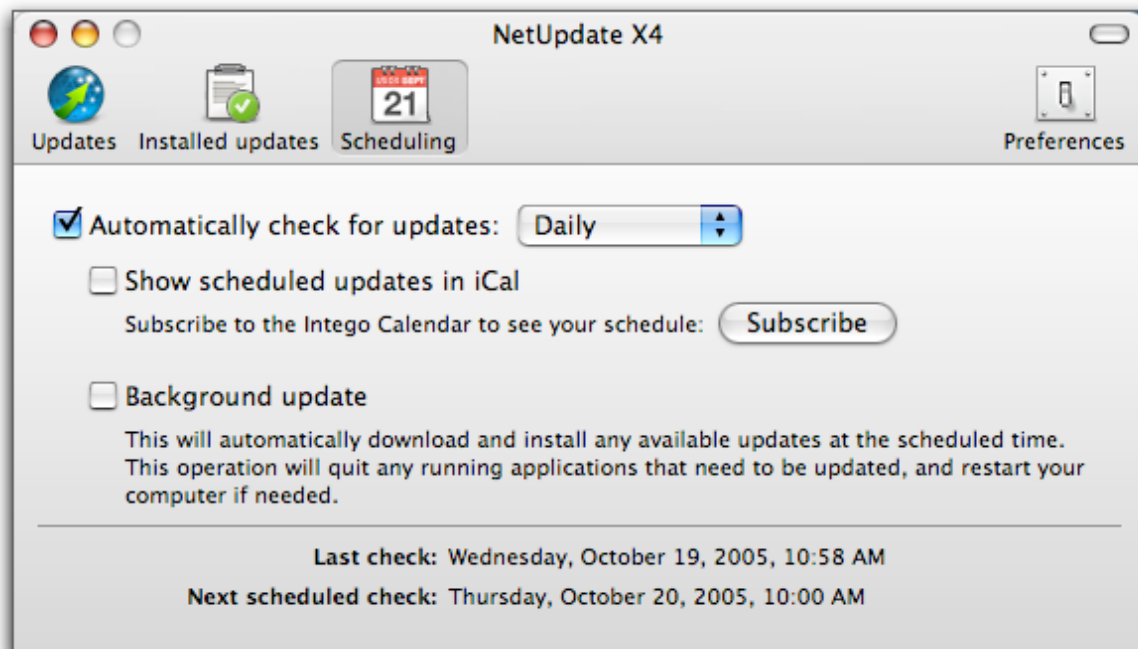 NetUpdate X4
Updates Installed updates Scheduling Preferences
21
Automatically check for updates: Daily
Show scheduled updates in iCal
Subscribe to the Intego Calendar to see your schedule: Subscribe
Background update
This will automatically download and install any available updates at the scheduled time.
This operation will quit any running applications that need to be updated, and restart your
computer if needed.
Last check: Wednesday, October 19, 2005, 10:58 AM
Next scheduled check: Thursday, October 20, 2005, 10:00 AM